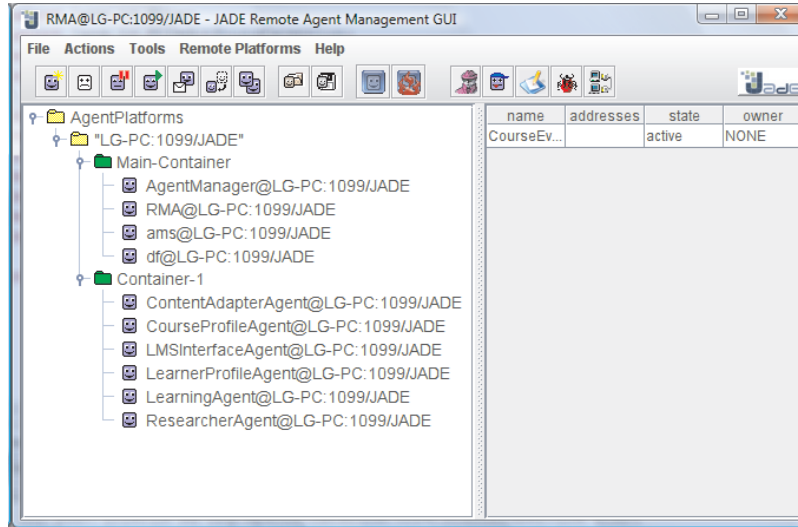 RMA@LG-PC:1099/JADE - JADE Remote Agent Management GUI
File Actions Tools Remote Platforms Help
Jade
AgentPlatforms
"LG-PC:1099/JADE"
Main-Container
AgentManager@LG-PC:1099/JADE
RMA@LG-PC:1099/JADE
ams@LG-PC:1099/JADE
df@LG-PC:1099/JADE
Container-1
ContentAdapterAgent@LG-PC:1099/JADE
CourseProfileAgent@LG-PC:1099/JADE
LMSInterfaceAgent@LG-PC:1099/JADE
LearnerProfileAgent@LG-PC:1099/JADE
LearningAgent@LG-PC:1099/JADE
ResearcherAgent@LG-PC:1099/JADE
name addresses state owner
CourseEv... active NONE